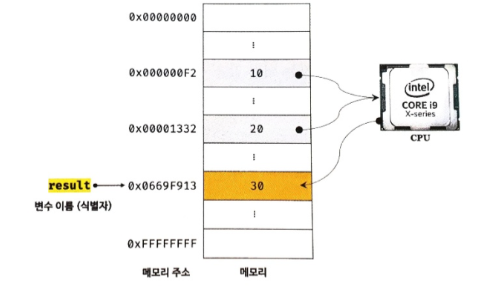 0x00000000
⁝
0x000000F2 10
⁝
0x00001332 20
⁝
result 0x0669F913 30
변수 이름 (식별자)
⁝
0xFFFFFFFF
메모리 주소 메모리
intel
CORE i9
X-series
CPU